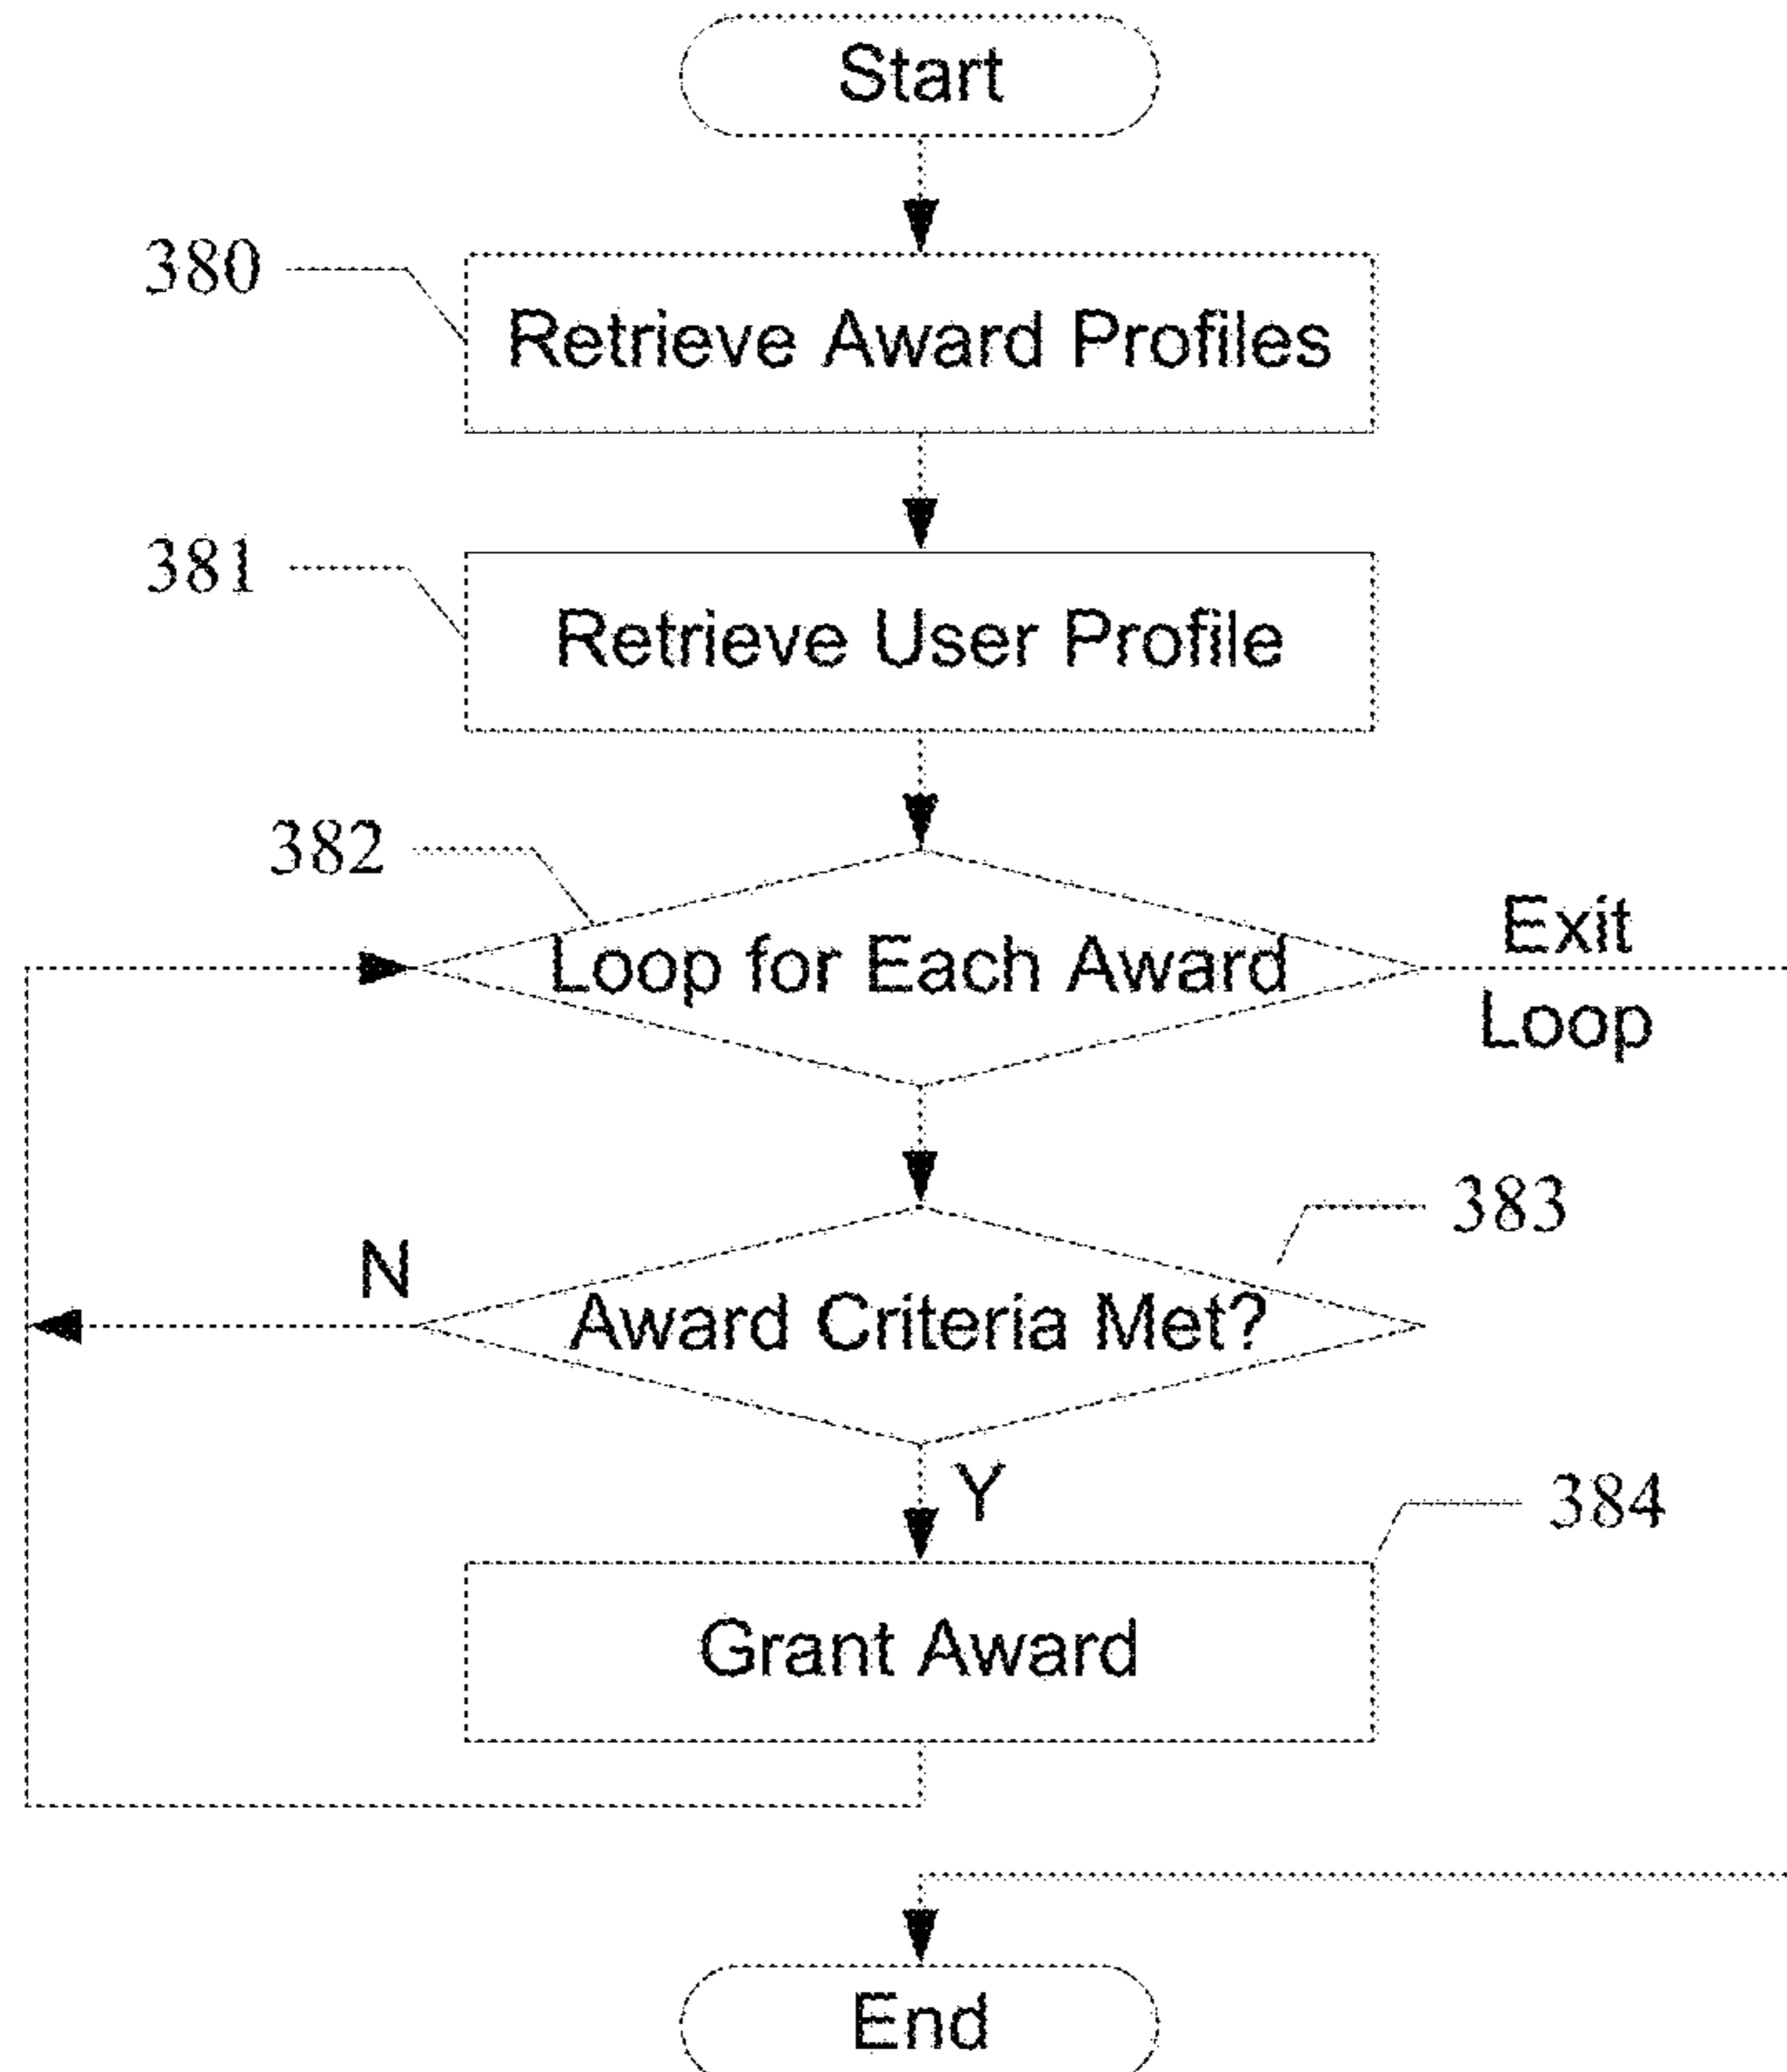 Start
380
Retrieve Award Profiles
381
Retrieve User Profile
382
Loop for Each Award
Exit
Loop
383
N
Award Criteria Met?
Y
384
Grant Award
End